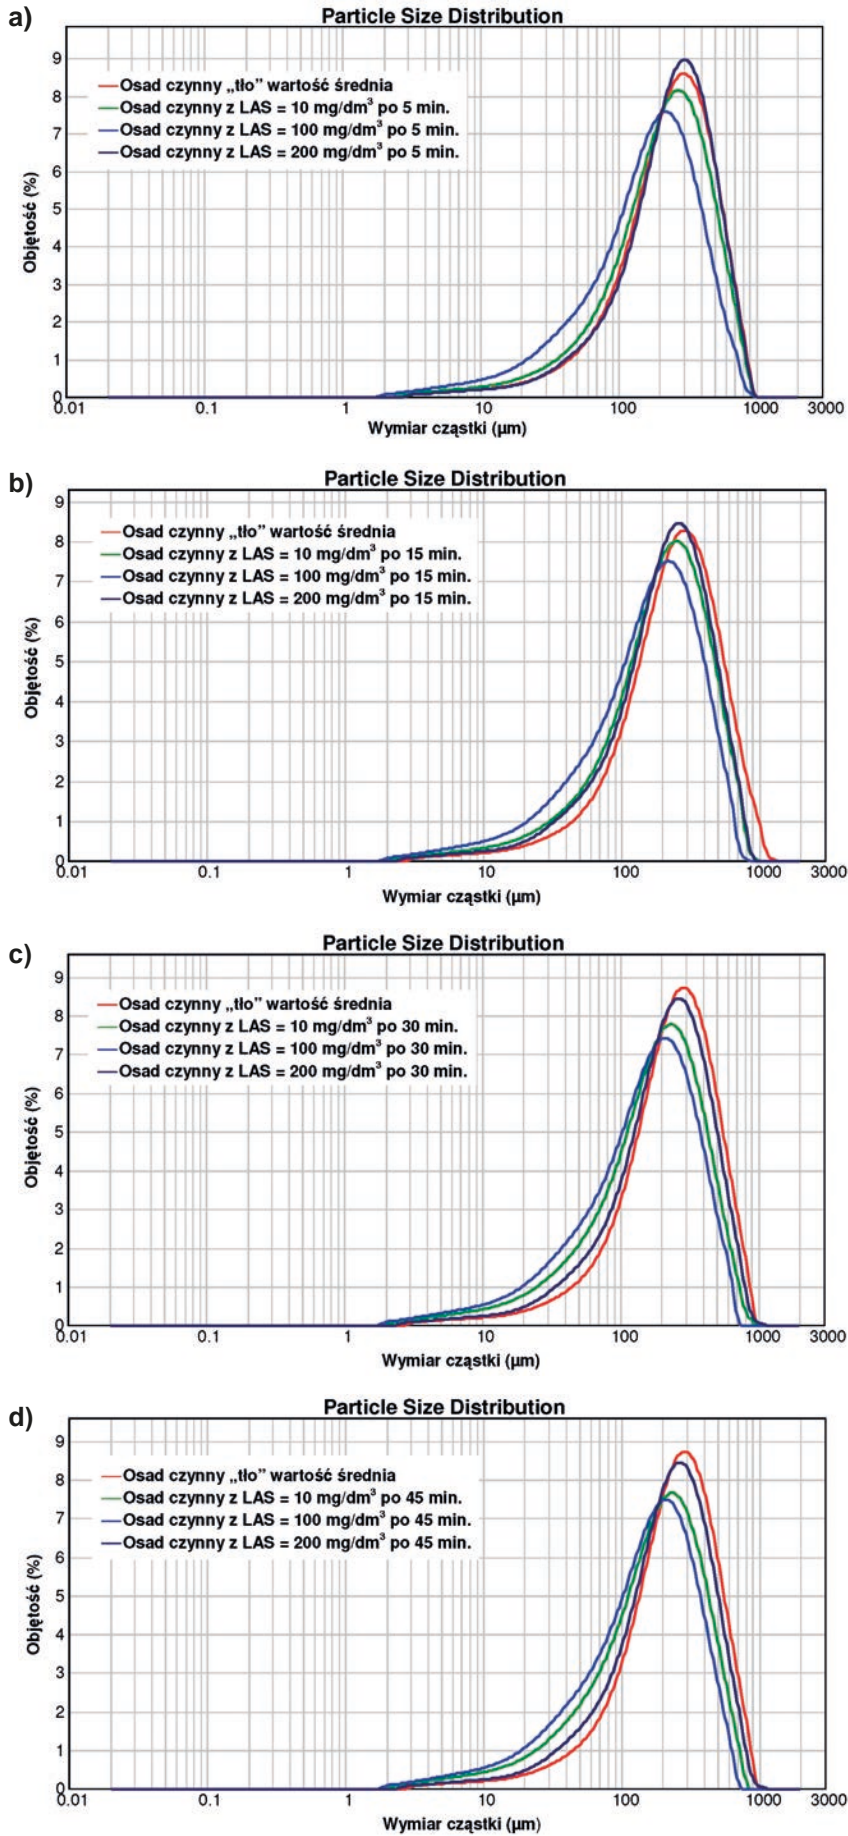 a)
Particle Size Distribution
Osad czynny „tło” wartość średnia
Osad czynny z LAS = 10 mg/dm³ po 5 min.
Osad czynny z LAS = 100 mg/dm³ po 5 min.
Osad czynny z LAS = 200 mg/dm³ po 5 min.
Objętość (%)
9
8
7
6
5
4
3
2
1
0
0.01 0.1 1 10 100 1000 3000
Wymiar cząstki (µm)
b)
Particle Size Distribution
Osad czynny „tło” wartość średnia
Osad czynny z LAS = 10 mg/dm³ po 15 min.
Osad czynny z LAS = 100 mg/dm³ po 15 min.
Osad czynny z LAS = 200 mg/dm³ po 15 min.
Objętość (%)
9
8
7
6
5
4
3
2
1
0
0.01 0.1 1 10 100 1000 3000
Wymiar cząstki (µm)
c)
Particle Size Distribution
Osad czynny „tło” wartość średnia
Osad czynny z LAS = 10 mg/dm³ po 30 min.
Osad czynny z LAS = 100 mg/dm³ po 30 min.
Osad czynny z LAS = 200 mg/dm³ po 30 min.
Objętość (%)
9
8
7
6
5
4
3
2
1
0
0.01 0.1 1 10 100 1000 3000
Wymiar cząstki (µm)
d)
Particle Size Distribution
Osad czynny „tło” wartość średnia
Osad czynny z LAS = 10 mg/dm³ po 45 min.
Osad czynny z LAS = 100 mg/dm³ po 45 min.
Osad czynny z LAS = 200 mg/dm³ po 45 min.
Objętość (%)
9
8
7
6
5
4
3
2
1
0
0.01 0.1 1 10 100 1000 3000
Wymiar cząstki (µm)